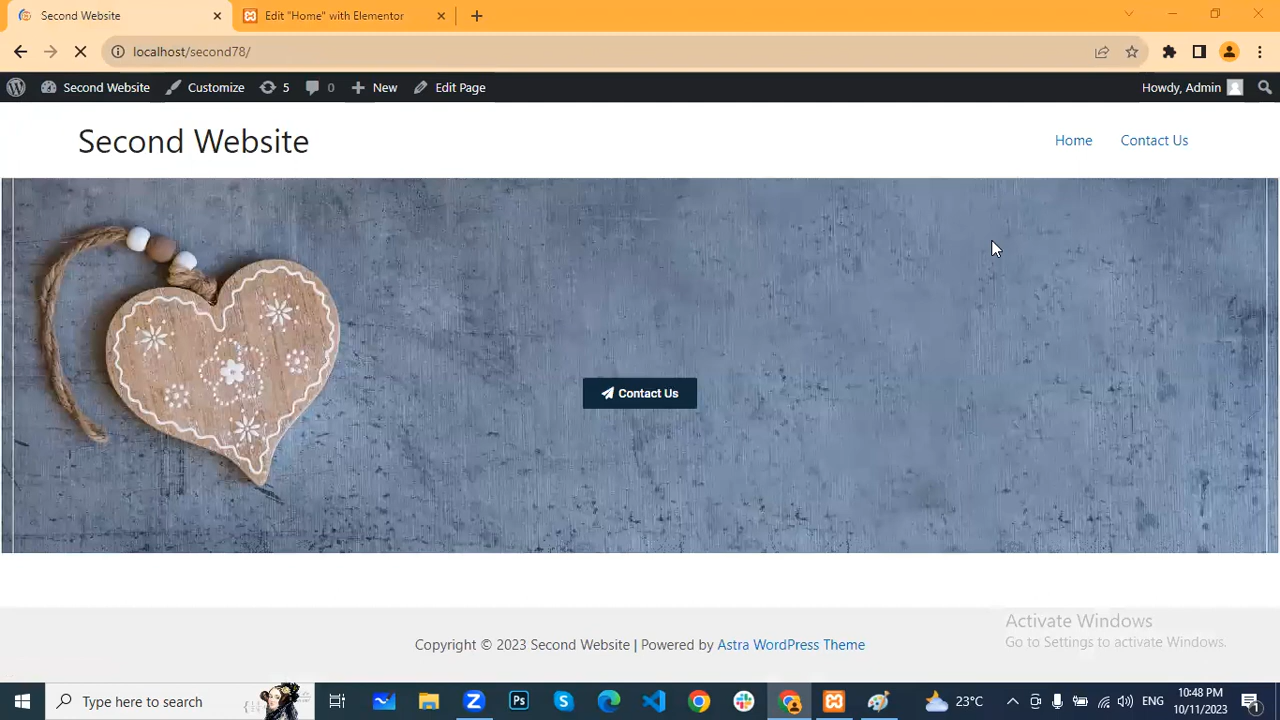 Second Website
Edit "Home" with Elementor
localhost/second78/
Second Website
Customize
5
0
New
Edit Page
Howdy, Admin
Second Website
Home
Contact Us
Contact Us
Activate Windows
Go to Settings to activate Windows.
Copyright © 2023 Second Website | Powered by Astra WordPress Theme
Type here to search
Ps
23°C
ENG
10:48 PM
10/11/2023
1